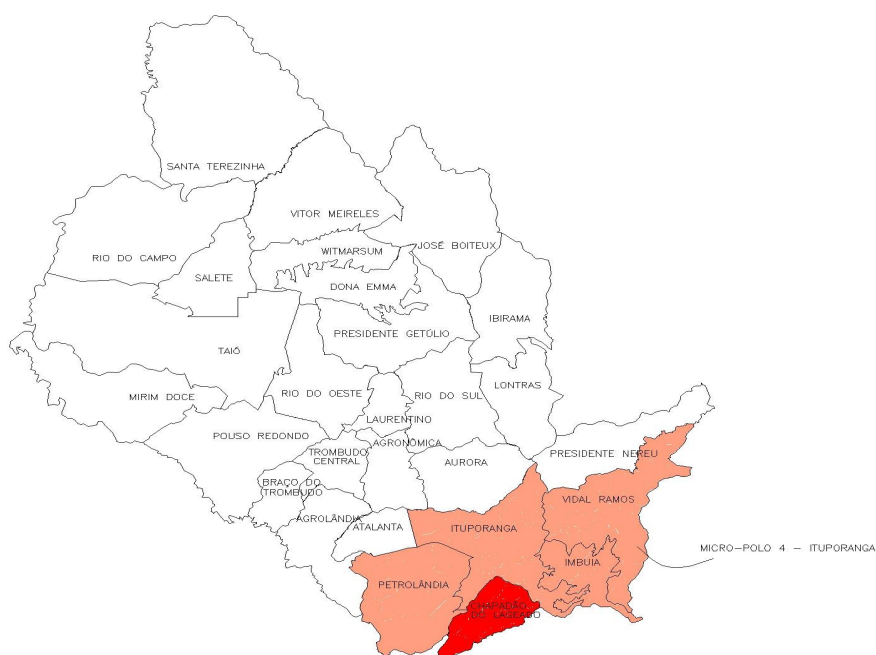 SANTA TEREZINHA
VITOR MEIRELES
JOSÉ BOITEUX
WITMARSUM
RIO DO CAMPO
SALETE
DONA EMMA
IBIRAMA
PRESIDENTE GETÚLIO
TAIÓ
LONTRAS
MIRIM DOCE
RIO DO OESTE
RIO DO SUL
LAURENTINO
POUSO REDONDO
AGRONÔMICA
TROMBUDO
CENTRAL
PRESIDENTE NEREU
AURORA
BRAÇO DO
TROMBUDO
VIDAL RAMOS
AGROLÂNDIA
ATALANTA
ITUPORANGA
MICRO-POLO 4 - ITUPORANGA
IMBUIA
PETROLÂNDIA
CHAPADÃO
DO LAGEADO